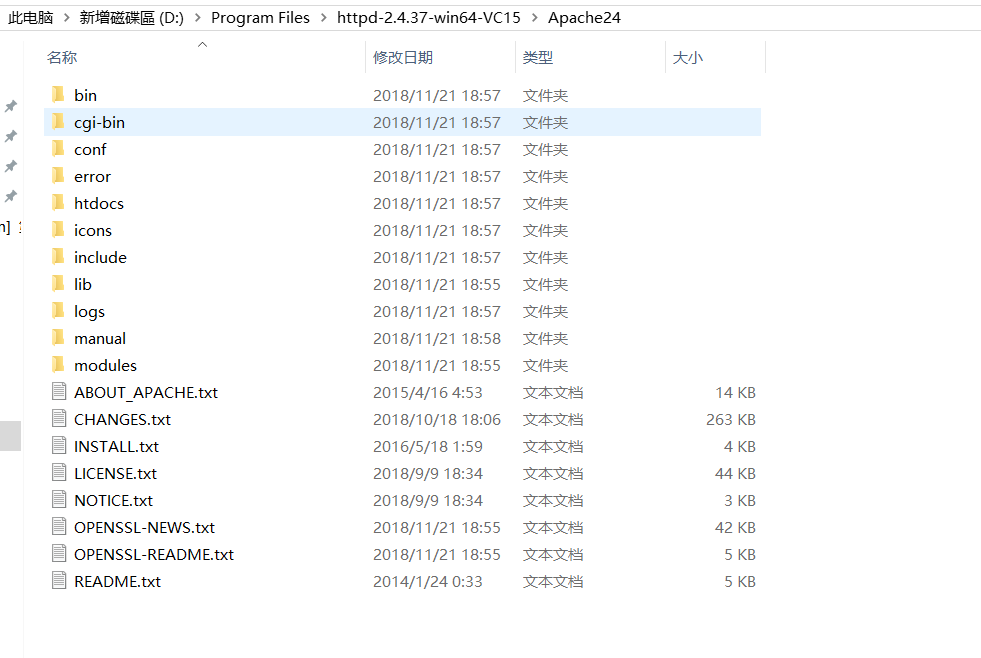 此电脑 > 新增磁碟區 (D:) > Program Files > httpd-2.4.37-win64-VC15 > Apache24
名称 修改日期 类型 大小
bin 2018/11/21 18:57 文件夹
cgi-bin 2018/11/21 18:57 文件夹
conf 2018/11/21 18:57 文件夹
error 2018/11/21 18:57 文件夹
htdocs 2018/11/21 18:57 文件夹
icons 2018/11/21 18:57 文件夹
include 2018/11/21 18:57 文件夹
lib 2018/11/21 18:55 文件夹
logs 2018/11/21 18:57 文件夹
manual 2018/11/21 18:58 文件夹
modules 2018/11/21 18:55 文件夹
ABOUT_APACHE.txt 2015/4/16 4:53 文本文档 14 KB
CHANGES.txt 2018/10/18 18:06 文本文档 263 KB
INSTALL.txt 2016/5/18 1:59 文本文档 4 KB
LICENSE.txt 2018/9/9 18:34 文本文档 44 KB
NOTICE.txt 2018/9/9 18:34 文本文档 3 KB
OPENSSL-NEWS.txt 2018/11/21 18:55 文本文档 42 KB
OPENSSL-README.txt 2018/11/21 18:55 文本文档 5 KB
README.txt 2014/1/24 0:33 文本文档 5 KB